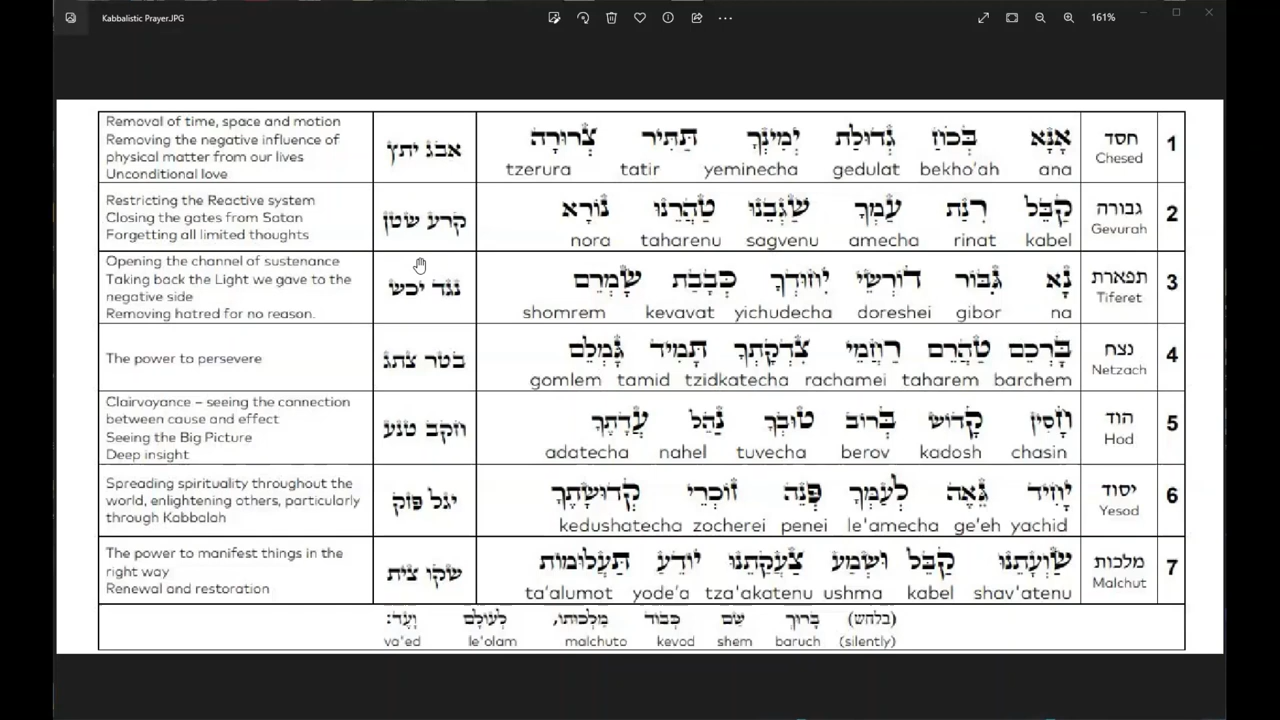 Kabbalistic Prayer.JPG
161%
Removal of time, space and motion
Removing the negative influence of
physical matter from our lives
Unconditional love
אבג יתץ
אָנָּא בְּכֹחַ גְּדוּלַת יְמִינְךָ תַּתִּיר צְרוּרָה
tzerura tatir yeminecha gedulat bekho'ah ana
חסד
Chesed
1
Restricting the Reactive system
Closing the gates from Satan
Forgetting all limited thoughts
קרע שטן
קַבֵּל רִנַּת עַמְּךָ שַׂגְּבֵנוּ טַהֲרֵנוּ נוֹרָא
nora taharenu sagvenu amecha rinat kabel
גבורה
Gevurah
2
Opening the channel of sustenance
Taking back the Light we gave to the
negative side
Removing hatred for no reason.
נגד יכש
נָא גִּבּוֹר דּוֹרְשֵׁי יִחוּדְךָ כְּבָבַת שָׁמְרֵם
shomrem kevavat yichudecha doreshei gibor na
תפארת
Tiferet
3
The power to persevere
בטר צתג
בָּרְכֵם טַהֲרֵם רַחֲמֵי צִדְקָתְךָ תָּמִיד גָּמְלֵם
gomlem tamid tzidkatecha rachamei taharem barchem
נצח
Netzach
4
Clairvoyance – seeing the connection
between cause and effect
Seeing the Big Picture
Deep insight
חקב טנע
חָסִין קָדוֹשׁ בְּרוֹב טוּבְךָ נַהֵל עֲדָתֶךָ
adatecha nahel tuvecha berov kadosh chasin
הוד
Hod
5
Spreading spirituality throughout the
world, enlightening others, particularly
through Kabbalah
יגל פזק
יָחִיד גֵּאֶה לְעַמְּךָ פְּנֵה זוֹכְרֵי קְדוּשָּׁתֶךָ
kedushatecha zocherei penei le'amecha ge'eh yachid
יסוד
Yesod
6
The power to manifest things in the
right way
Renewal and restoration
שקו צית
שַׁוְעָתֵנוּ קַבֵּל וּשְׁמַע צַעֲקָתֵנוּ יוֹדֵעַ תַּעֲלוּמוֹת
ta'alumot yode'a tza'akatenu ushma kabel shav'atenu
מלכות
Malchut
7
(בלחש) בָּרוּךְ שֵׁם כְּבוֹד מַלְכוּתוֹ, לְעוֹלָם וָעֶד:
va'ed le'olam malchuto kevod shem baruch (silently)